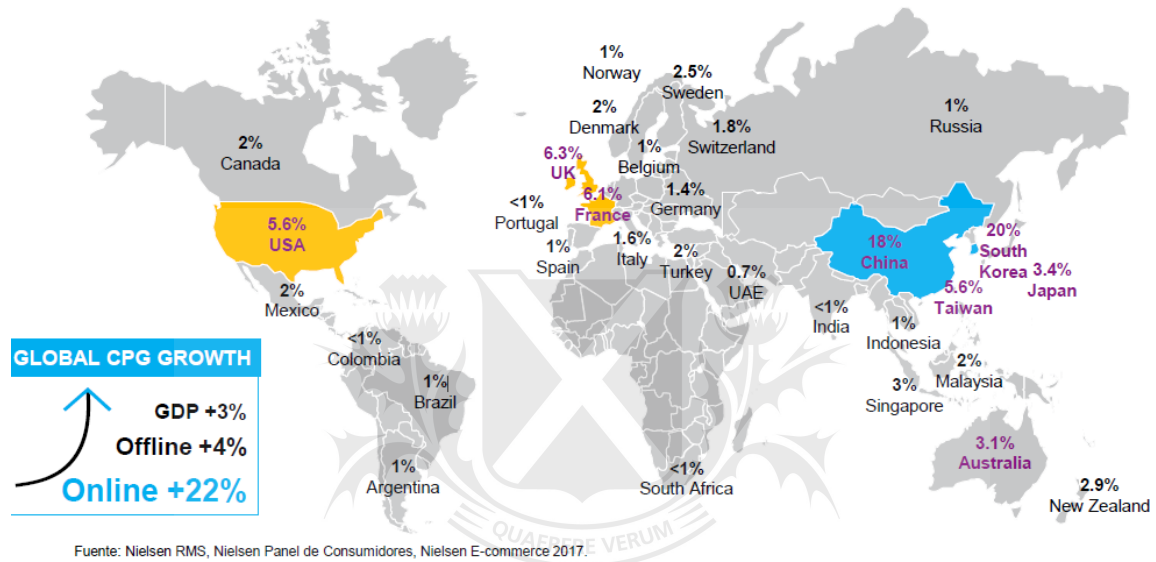 1%
Norway
2.5%
Sweden
2%
Denmark
1.8%
Switzerland
1%
Russia
2%
Canada
6.3%
UK
1%
Belgium
6.1%
France
1.4%
Germany
<1%
Portugal
5.6%
USA
1.6%
Italy
1%
Spain
2%
Turkey
0.7%
UAE
18%
China
20%
South
Korea
3.4%
Japan
5.6%
Taiwan
2%
Mexico
<1%
India
1%
Indonesia
<1%
Colombia
2%
Malaysia
3%
Singapore
1%
Brazil
3.1%
Australia
1%
Argentina
<1%
South Africa
2.9%
New Zealand
GLOBAL CPG GROWTH
GDP +3%
Offline +4%
Online +22%
QUAERERE VERUM
Fuente: Nielsen RMS, Nielsen Panel de Consumidores, Nielsen E-commerce 2017.